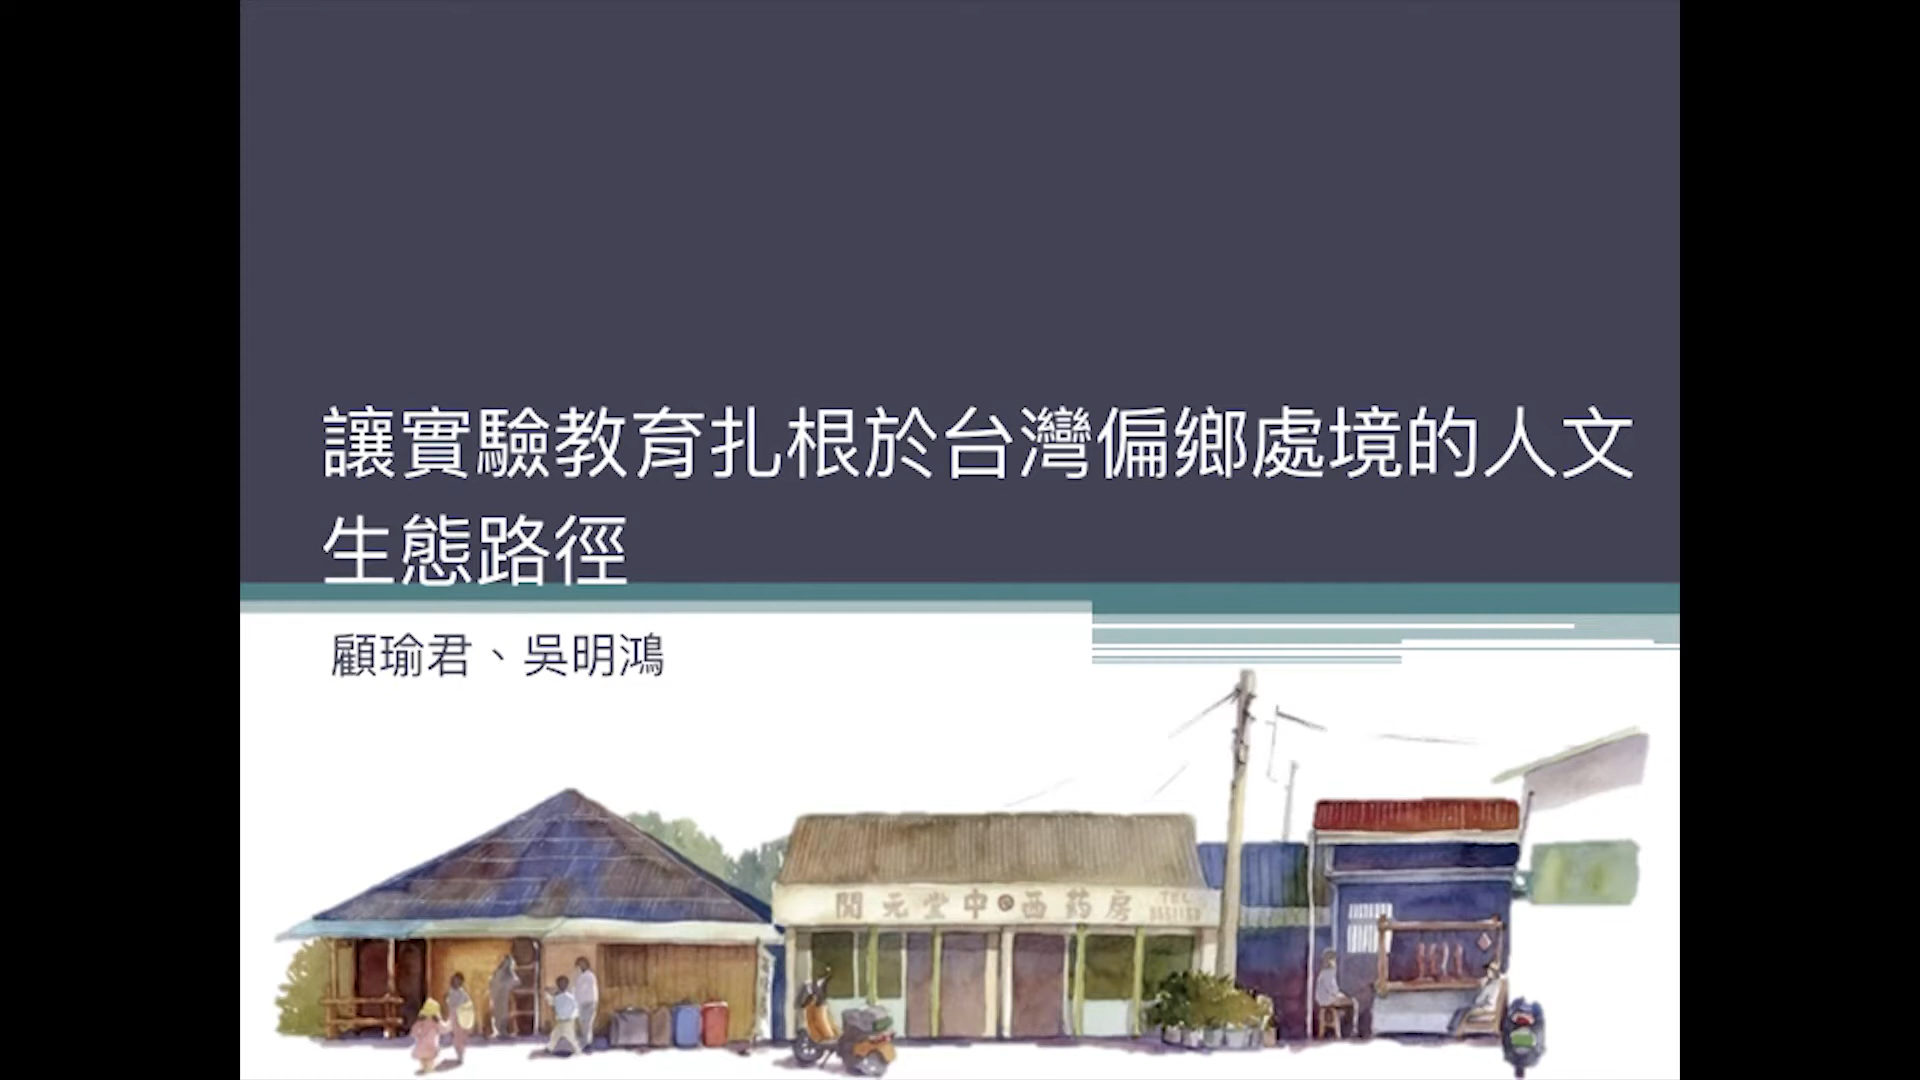 讓實驗教育扎根於台灣偏鄉處境的人文
生態路徑
顧瑜君、吳明鴻
開元堂中西葯房